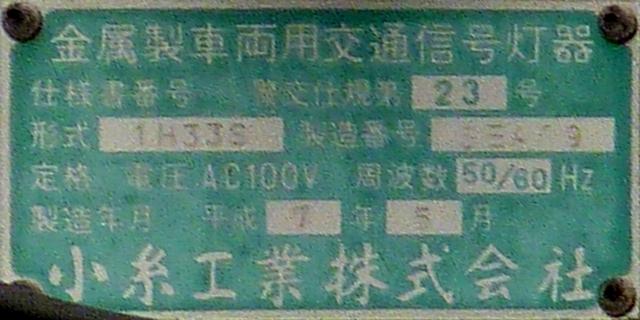 金属製車両用交通信号灯器
仕様書番号 警交仕規第 23 号
形式 1H33S 製造番号
定格 電圧 AC100V 周波数 50/60 Hz
製造年月 平成 7 年 5 月
小糸工業株式会社